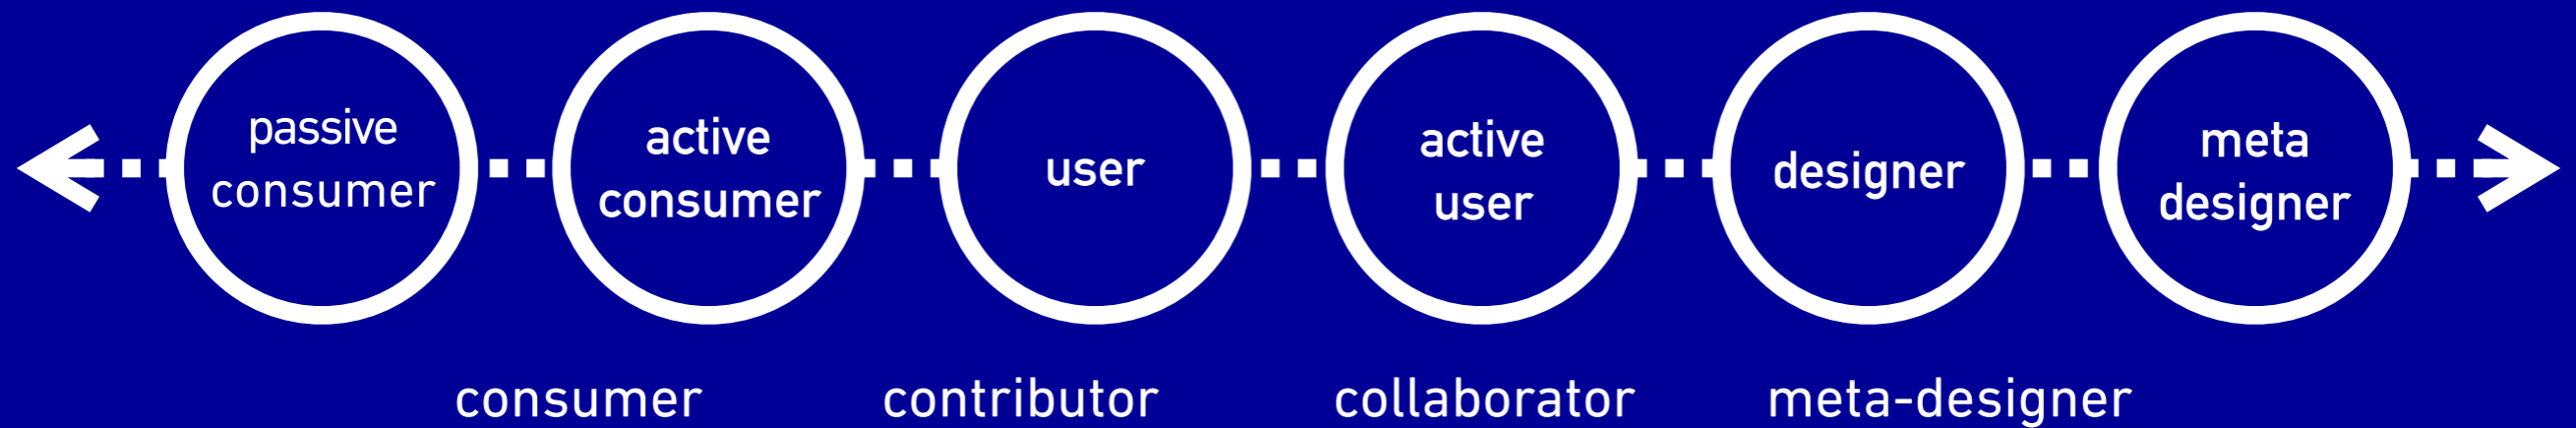 passive
consumer
active
consumer
user
active
user
designer
meta
designer
consumer contributor collaborator meta-designer